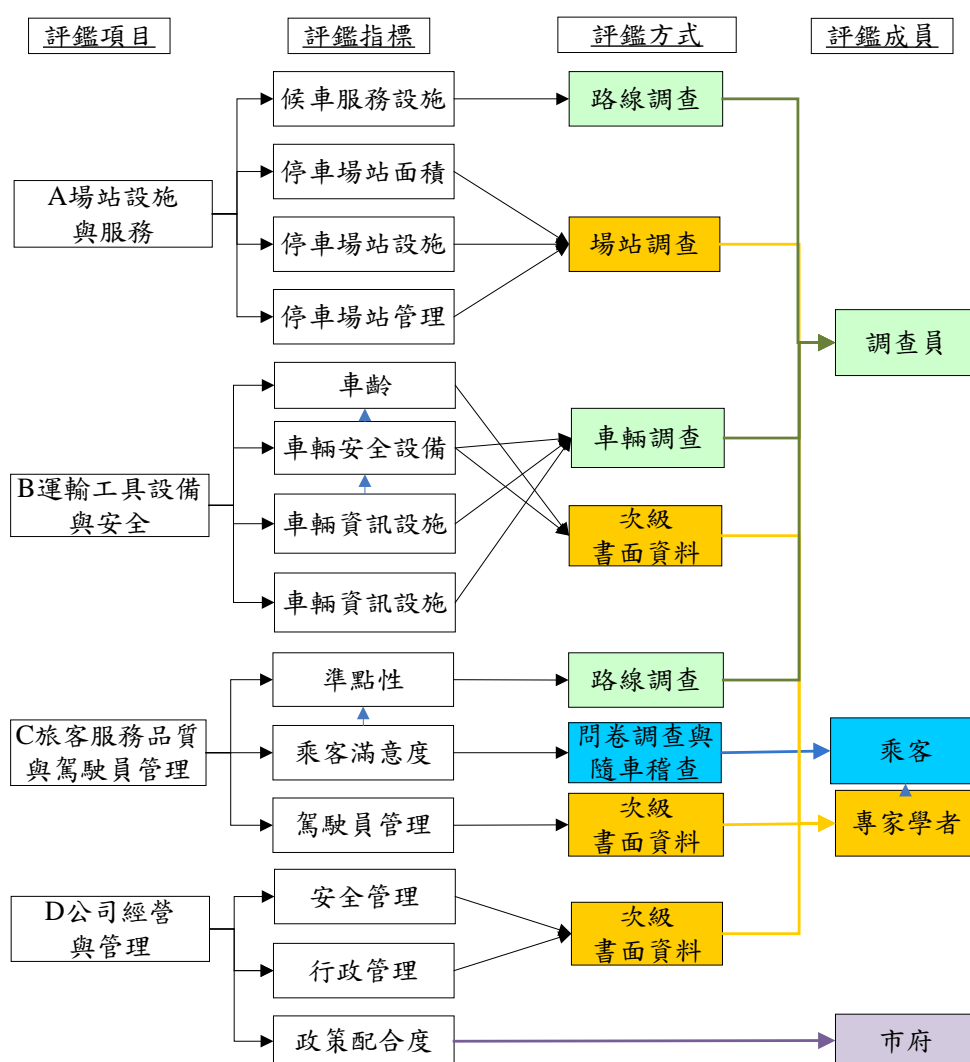 評鑑項目
評鑑指標
評鑑方式
評鑑成員
A場站設施
與服務
候車服務設施
停車場站面積
停車場站設施
停車場站管理
路線調查
場站調查
調查員
B運輸工具設備
與安全
車齡
車輛安全設備
車輛資訊設施
車輛資訊設施
車輛調查
次級
書面資料
C旅客服務品質
與駕駛員管理
準點性
乘客滿意度
駕駛員管理
路線調查
問卷調查與
隨車稽查
次級
書面資料
乘客
專家學者
D公司經營
與管理
安全管理
行政管理
政策配合度
次級
書面資料
市府